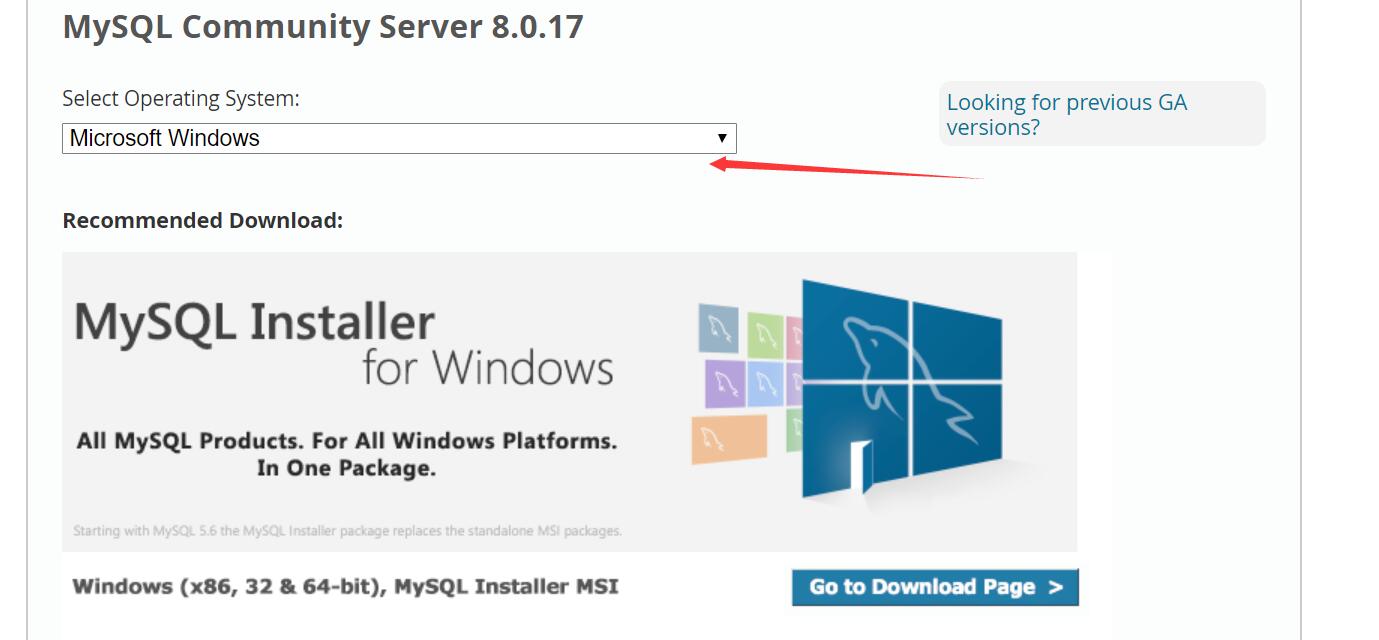 MySQL Community Server 8.0.17
Select Operating System:
Looking for previous GA
versions?
Microsoft Windows
Recommended Download:
MySQL Installer
for Windows
All MySQL Products. For All Windows Platforms.
In One Package.
Starting with MySQL 5.6 the MySQL Installer package replaces the standalone MSI packages.
Windows (x86, 32 & 64-bit), MySQL Installer MSI
Go to Download Page >